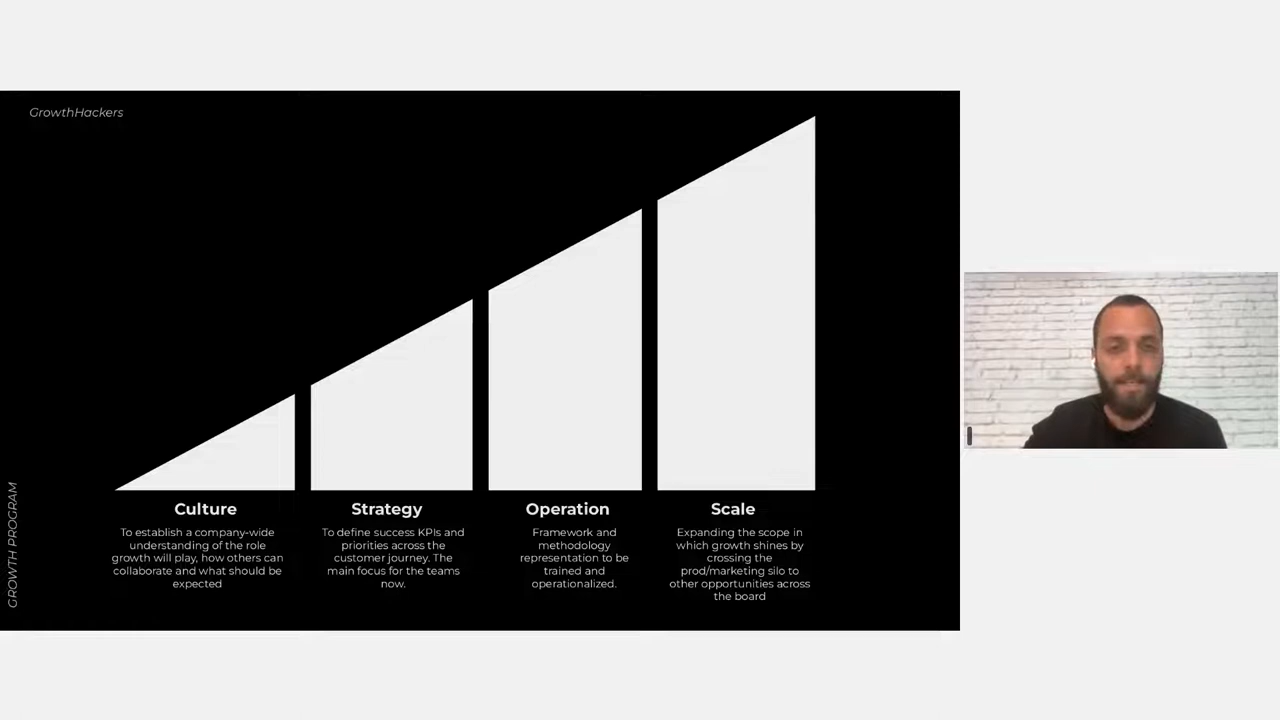 GrowthHackers
GROWTH PROGRAM
Culture
To establish a company-wide
understanding of the role
growth will play, how others can
collaborate and what should be
expected
Strategy
To define success KPIs and
priorities across the
customer journey. The
main focus for the teams
now.
Operation
Framework and
methodology
representation to be
trained and
operationalized.
Scale
Expanding the scope in
which growth shines by
crossing the
prod/marketing silo to
other opportunities across
the board